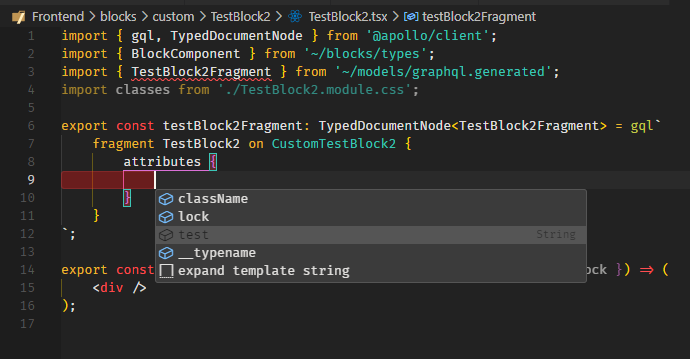 Frontend > blocks > custom > TestBlock2 > TestBlock2.tsx > testBlock2Fragment
1 import { gql, TypedDocumentNode } from '@apollo/client';
2 import { BlockComponent } from '~/blocks/types';
3 import { TestBlock2Fragment } from '~/models/graphql.generated';
4 import classes from './TestBlock2.module.css';
5
6 export const testBlock2Fragment: TypedDocumentNode<TestBlock2Fragment> = gql`
7 fragment TestBlock2 on CustomTestBlock2 {
8 attributes {
9
className
10 }
lock
11 }
test String
12 `;
__typename
13
expand template string
14 export const ock }) => (
15 <div />
16 );
17